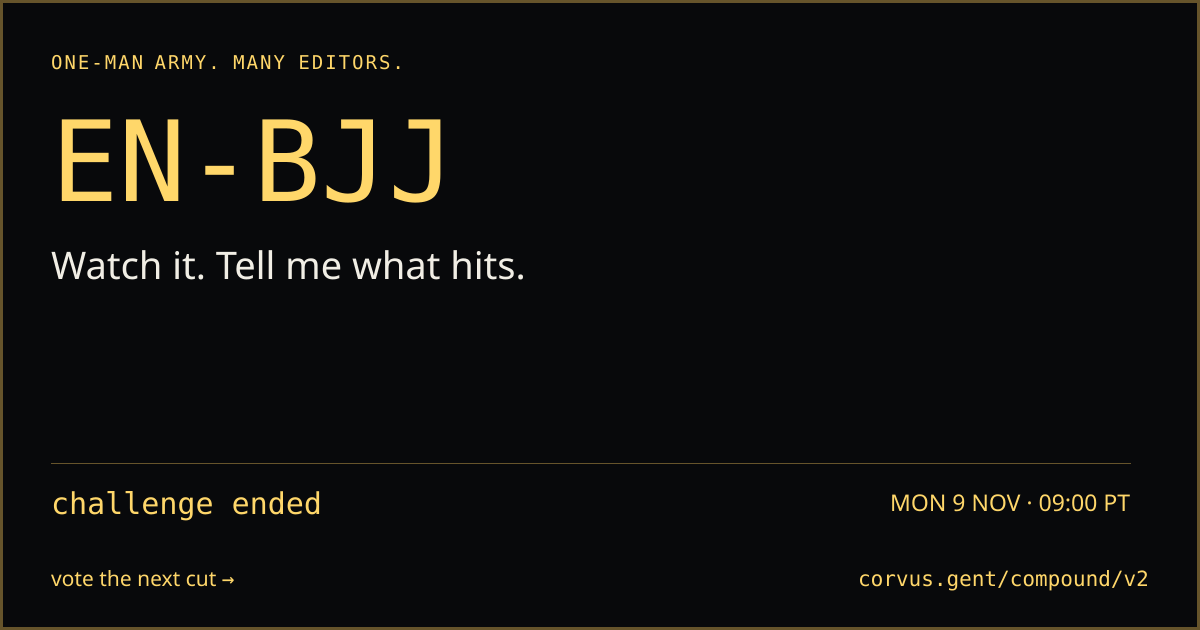 ONE-MAN ARMY. MANY EDITORS.
EN-BJJ
Watch it. Tell me what hits.
challenge ended
MON 9 NOV · 09:00 PT
vote the next cut →
corvus.gent/compound/v2